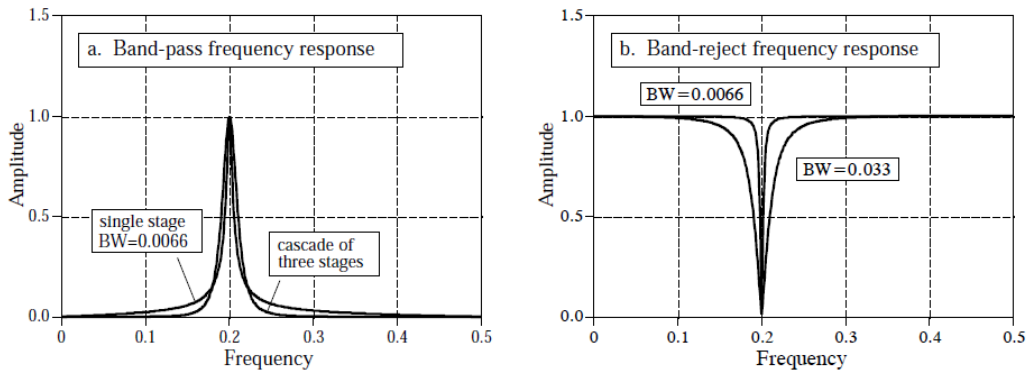 a. Band-pass frequency response
1.5
1.0
0.5
0.0
Amplitude
single stage
BW=0.0066
cascade of
three stages
0
0.1
0.2
0.3
0.4
0.5
Frequency
b. Band-reject frequency response
1.5
1.0
0.5
0.0
Amplitude
BW=0.0066
BW=0.033
0
0.1
0.2
0.3
0.4
0.5
Frequency